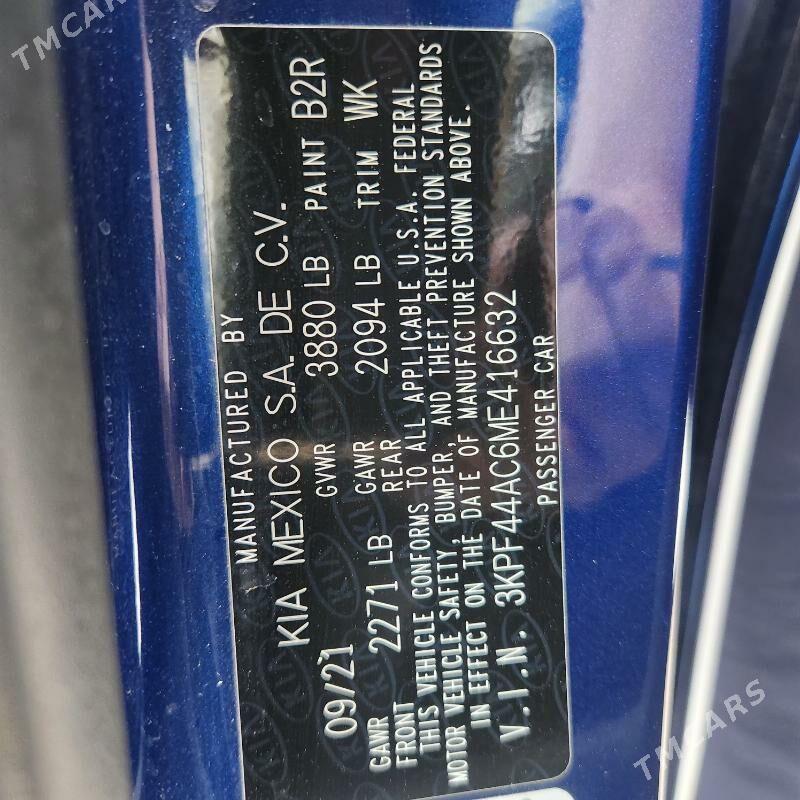 MANUFACTURED BY
KIA MEXICO S.A. DE C.V.
09/21 GVWR 3880 LB PAINT B2R
GAWR FRONT 2271 LB GAWR REAR 2094 LB TRIM WK
THIS VEHICLE CONFORMS TO ALL APPLICABLE U.S.A. FEDERAL
MOTOR VEHICLE SAFETY, BUMPER, AND THEFT PREVENTION STANDARDS
IN EFFECT ON THE DATE OF MANUFACTURE SHOWN ABOVE.
V.I.N. 3KPF44AC6ME416632
PASSENGER CAR
TMCARS
TMCARS